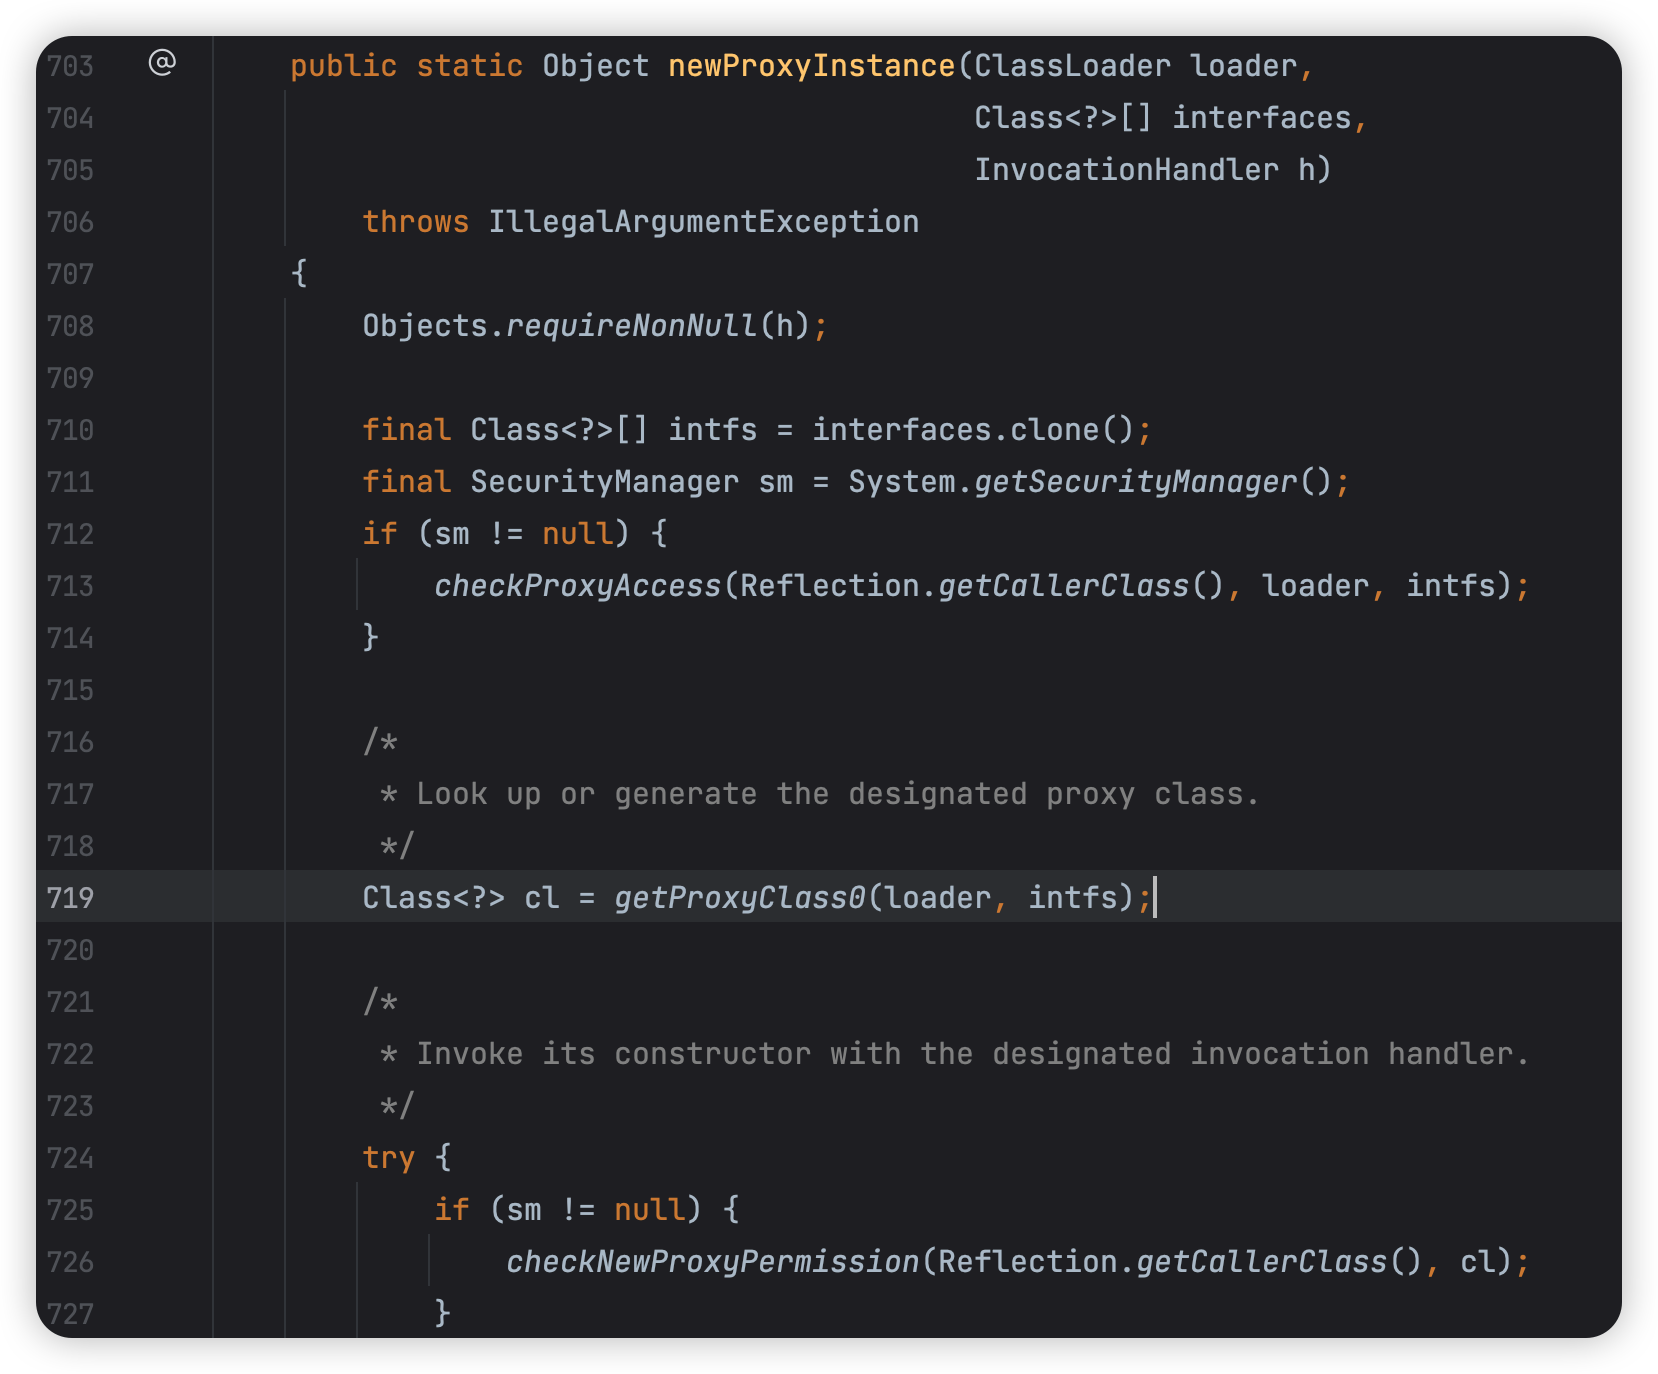 703 @ public static Object newProxyInstance(ClassLoader loader,
704 Class<?>[] interfaces,
705 InvocationHandler h)
706 throws IllegalArgumentException
707 {
708 Objects.requireNonNull(h);
709
710 final Class<?>[] intfs = interfaces.clone();
711 final SecurityManager sm = System.getSecurityManager();
712 if (sm != null) {
713 checkProxyAccess(Reflection.getCallerClass(), loader, intfs);
714 }
715
716 /*
717 * Look up or generate the designated proxy class.
718 */
719 Class<?> cl = getProxyClass0(loader, intfs);
720
721 /*
722 * Invoke its constructor with the designated invocation handler.
723 */
724 try {
725 if (sm != null) {
726 checkNewProxyPermission(Reflection.getCallerClass(), cl);
727 }